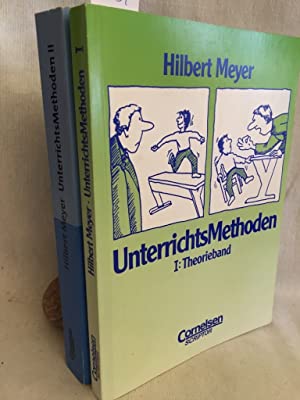 Hilbert Meyer UnterrichtsMethoden II
Hilbert Meyer · UnterrichtsMethoden I
Hilbert Meyer
UnterrichtsMethoden
I: Theorieband
Cornelsen
SCRIPTOR